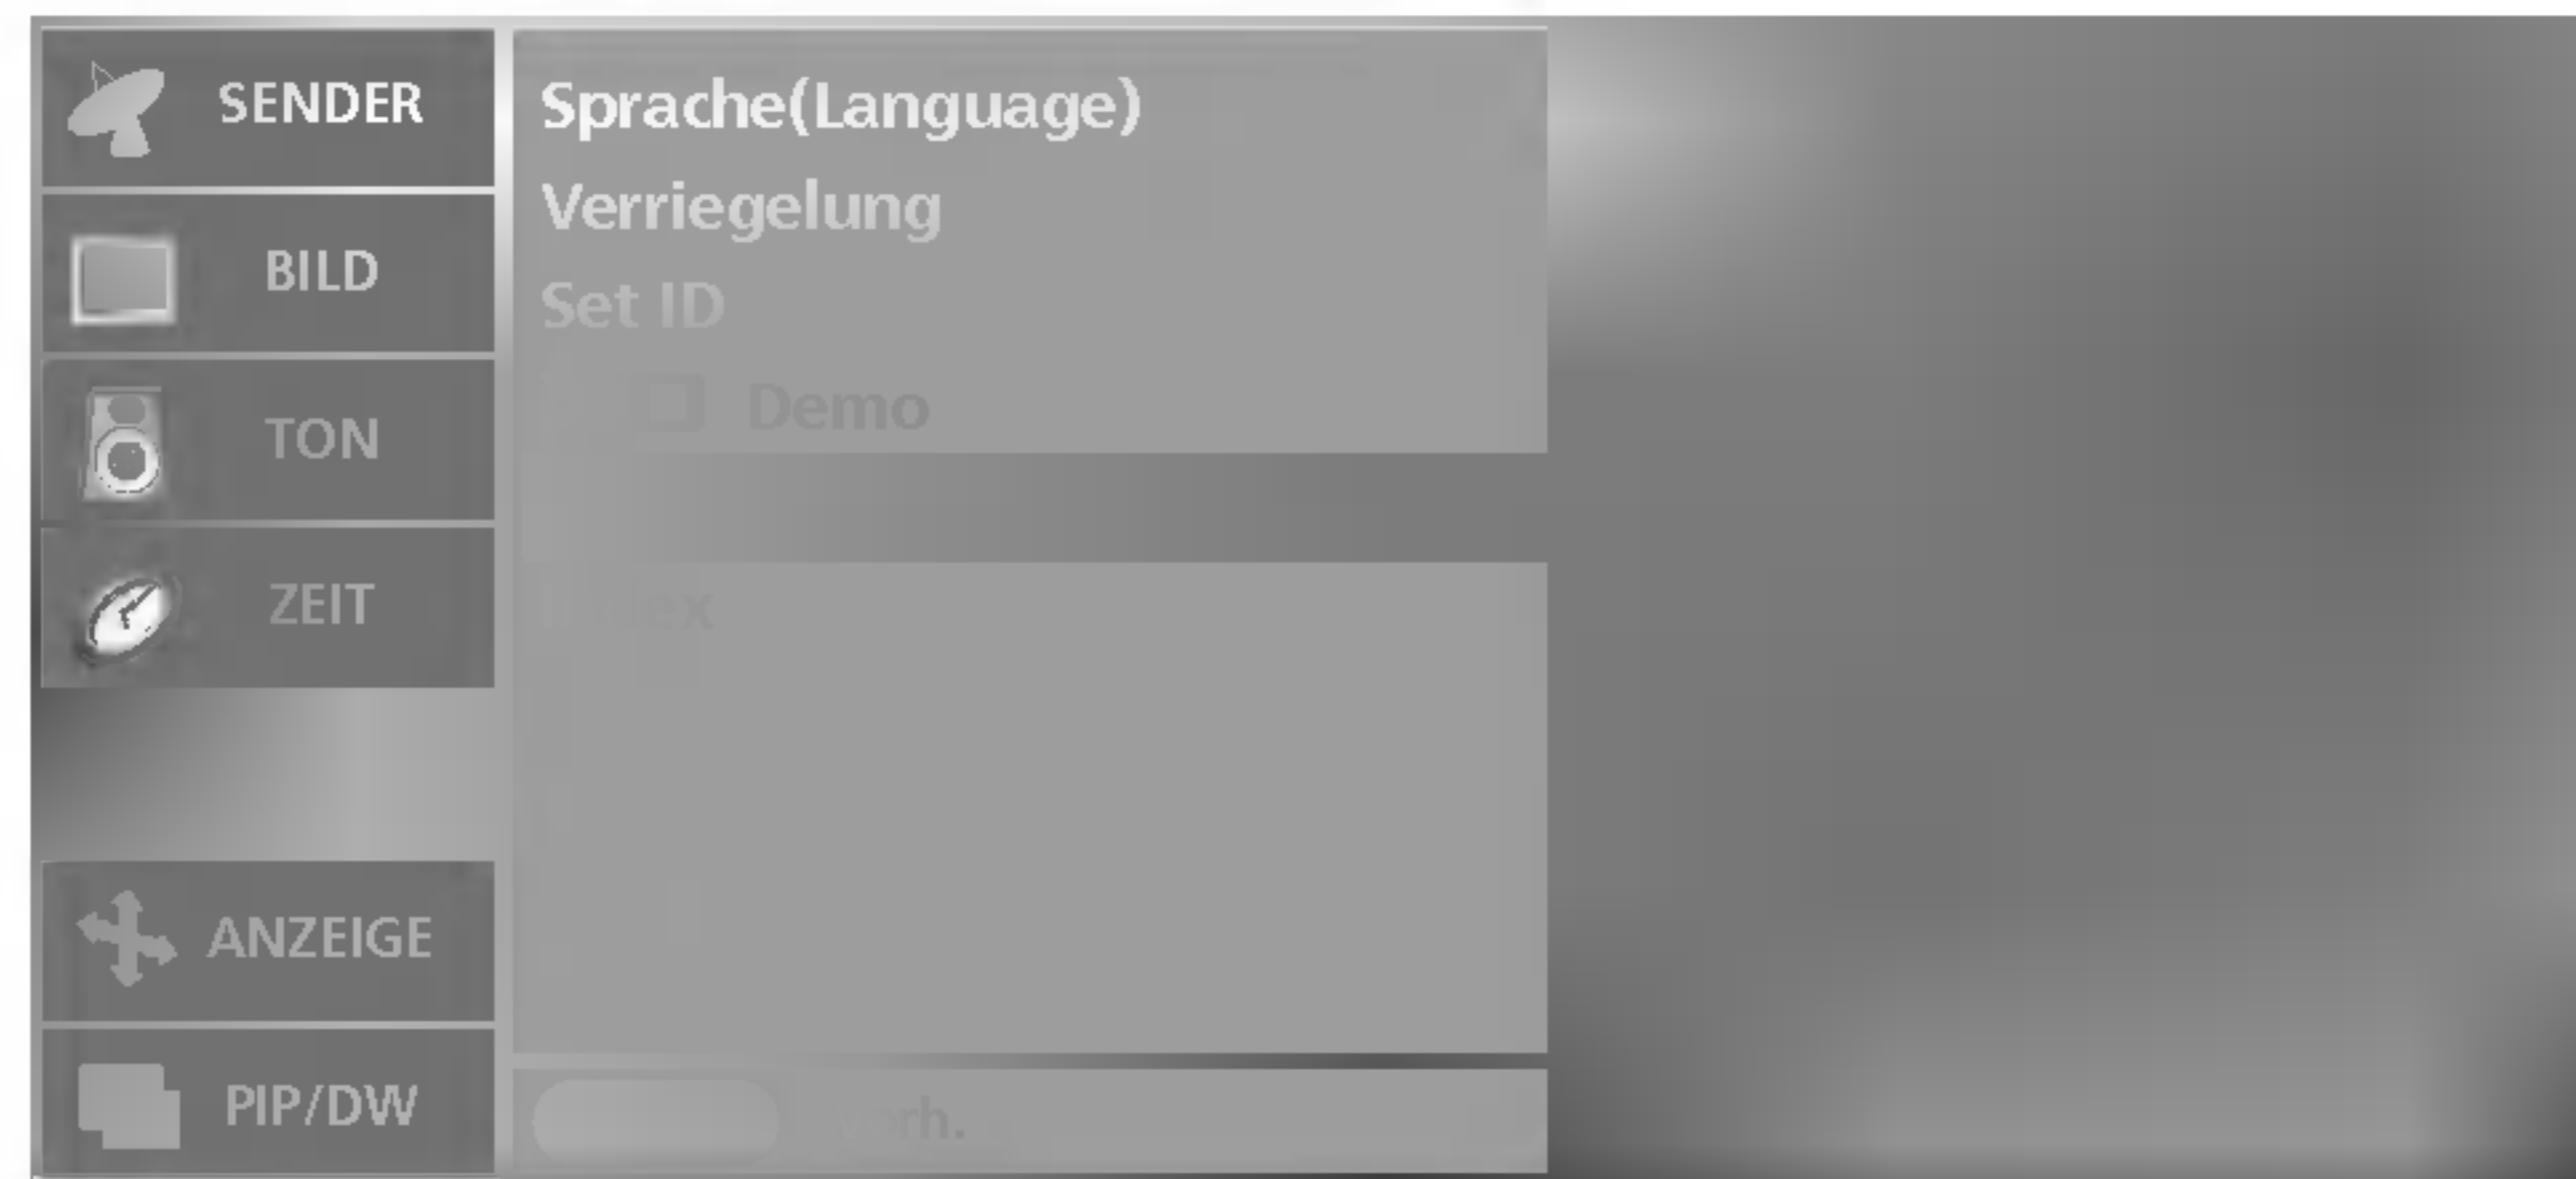 SENDER
BILD
TON
ZEIT
ANZEIGE
PIP/DW
Sprache(Language)
Verriegelung
Set ID
Demo